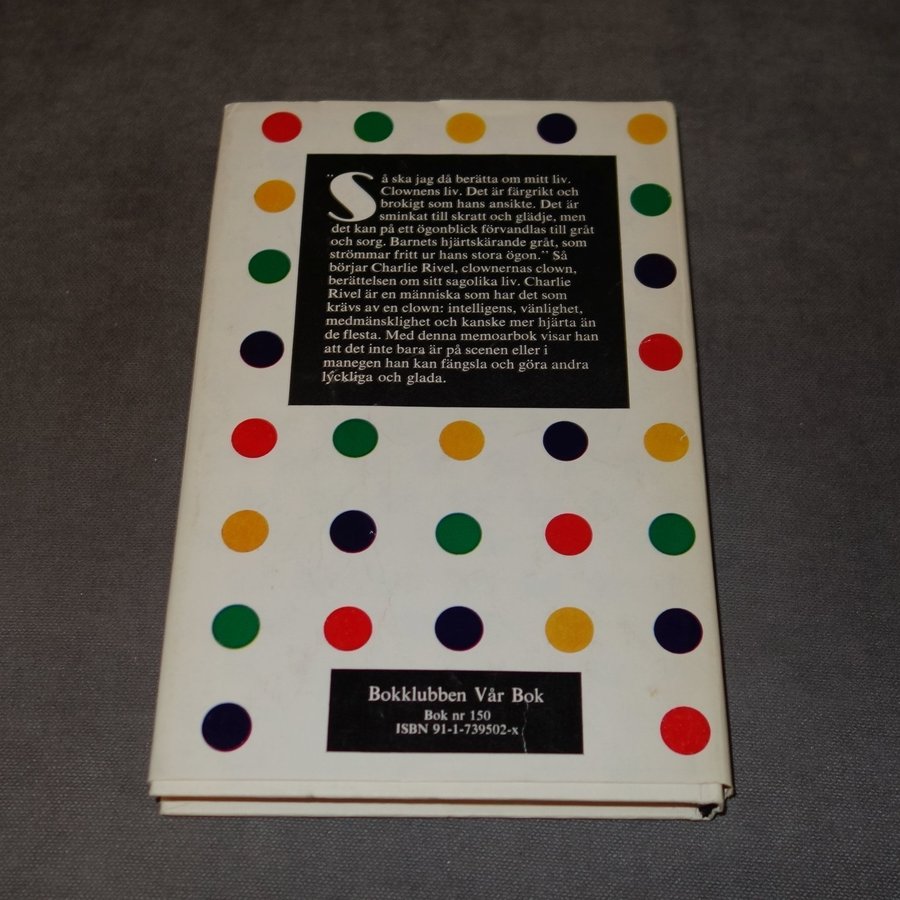 "Så ska jag då berätta om mitt liv.
Clownens liv. Det är färgrikt och
brokigt som hans ansikte. Det är
sminkat till skratt och glädje, men
det kan på ett ögonblick förvandlas till gråt
och sorg. Barnets hjärtskärande gråt, som
strömmar fritt ur hans stora ögon." Så
börjar Charlie Rivel, clownernas clown,
berättelsen om sitt sagolika liv. Charlie
Rivel är en människa som har det som
krävs av en clown: intelligens, vänlighet,
medmänsklighet och kanske mer hjärta än
de flesta. Med denna memoarbok visar han
att det inte bara är på scenen eller i
manegen han kan fängsla och göra andra
lyckliga och glada.
Bokklubben Vår Bok
Bok nr 150
ISBN 91-1-739502-x